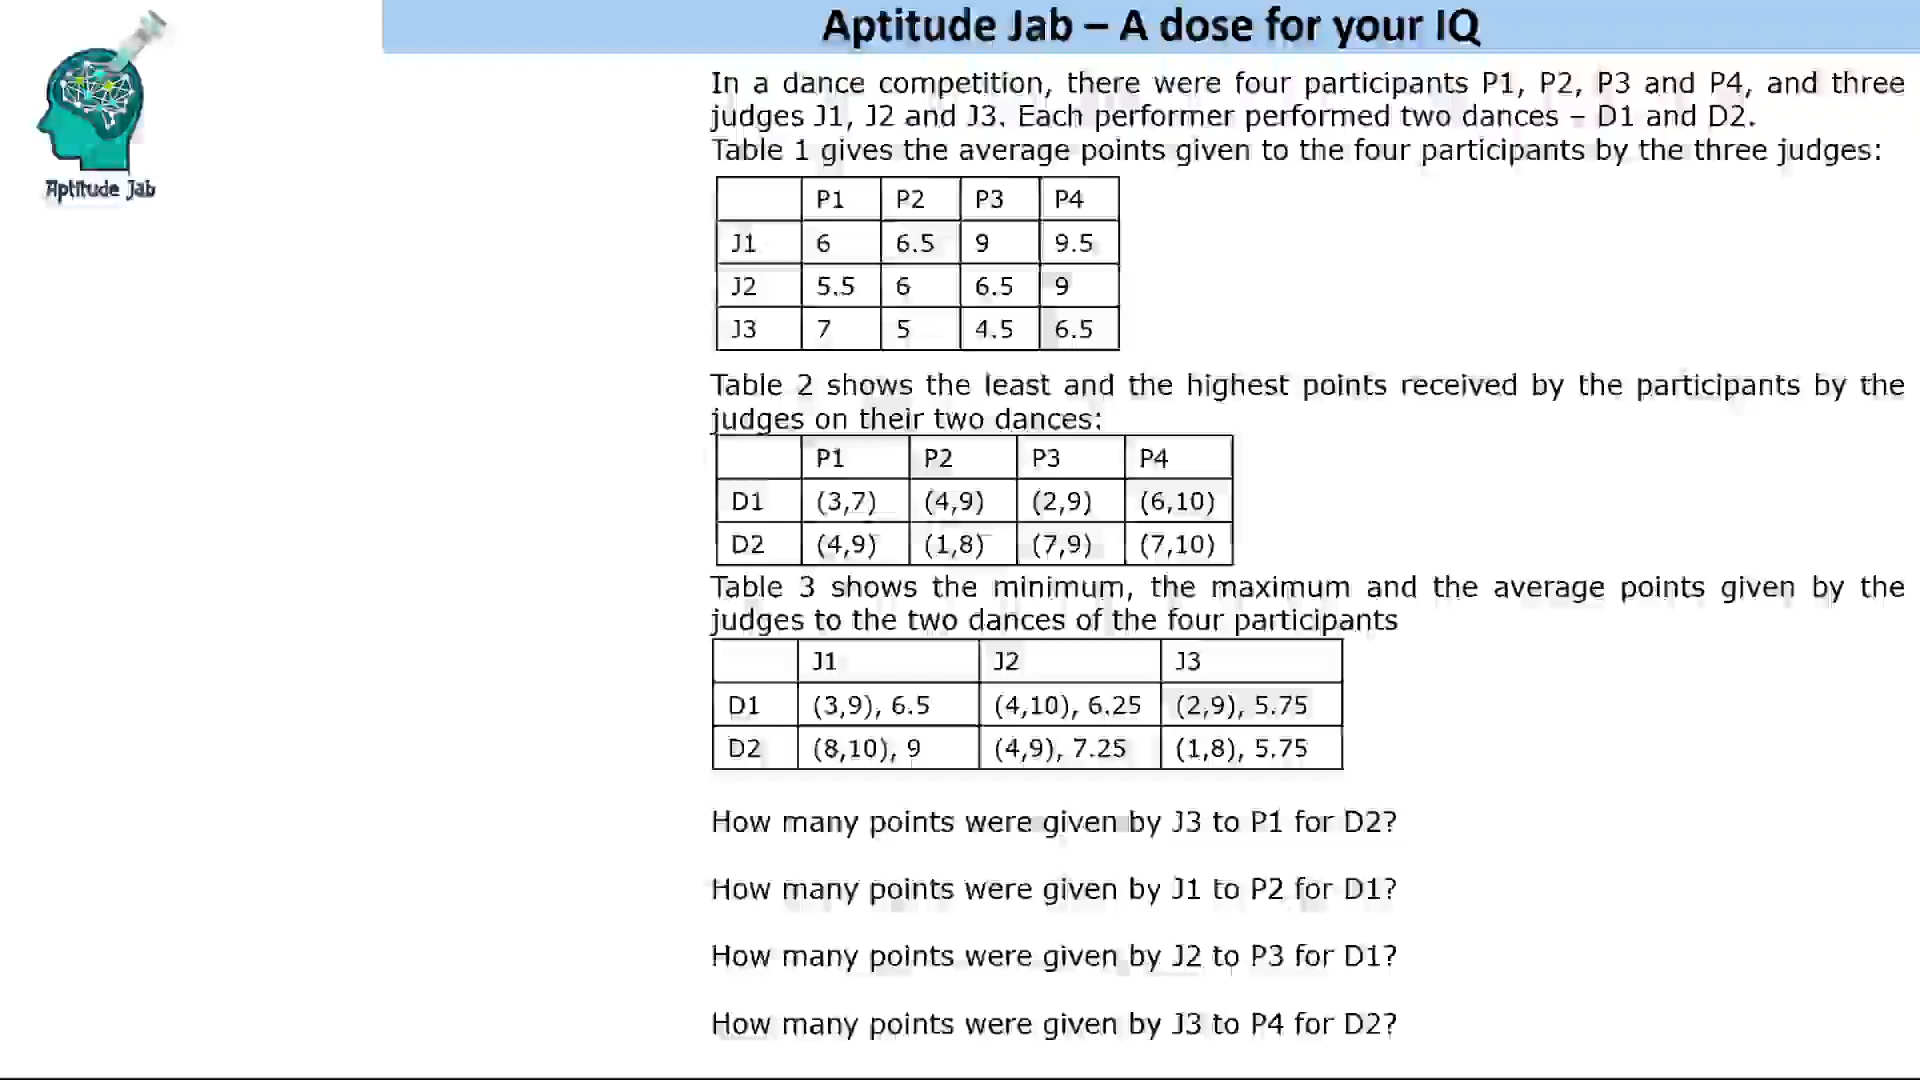 Aptitude Jab – A dose for your IQ
Aptitude Jab
In a dance competition, there were four participants P1, P2, P3 and P4, and three
judges J1, J2 and J3. Each performer performed two dances – D1 and D2.
Table 1 gives the average points given to the four participants by the three judges:
P1 P2 P3 P4
J1 6 6.5 9 9.5
J2 5.5 6 6.5 9
J3 7 5 4.5 6.5
Table 2 shows the least and the highest points received by the participants by the
judges on their two dances:
P1 P2 P3 P4
D1 (3,7) (4,9) (2,9) (6,10)
D2 (4,9) (1,8) (7,9) (7,10)
Table 3 shows the minimum, the maximum and the average points given by the
judges to the two dances of the four participants
J1 J2 J3
D1 (3,9), 6.5 (4,10), 6.25 (2,9), 5.75
D2 (8,10), 9 (4,9), 7.25 (1,8), 5.75
How many points were given by J3 to P1 for D2?
How many points were given by J1 to P2 for D1?
How many points were given by J2 to P3 for D1?
How many points were given by J3 to P4 for D2?